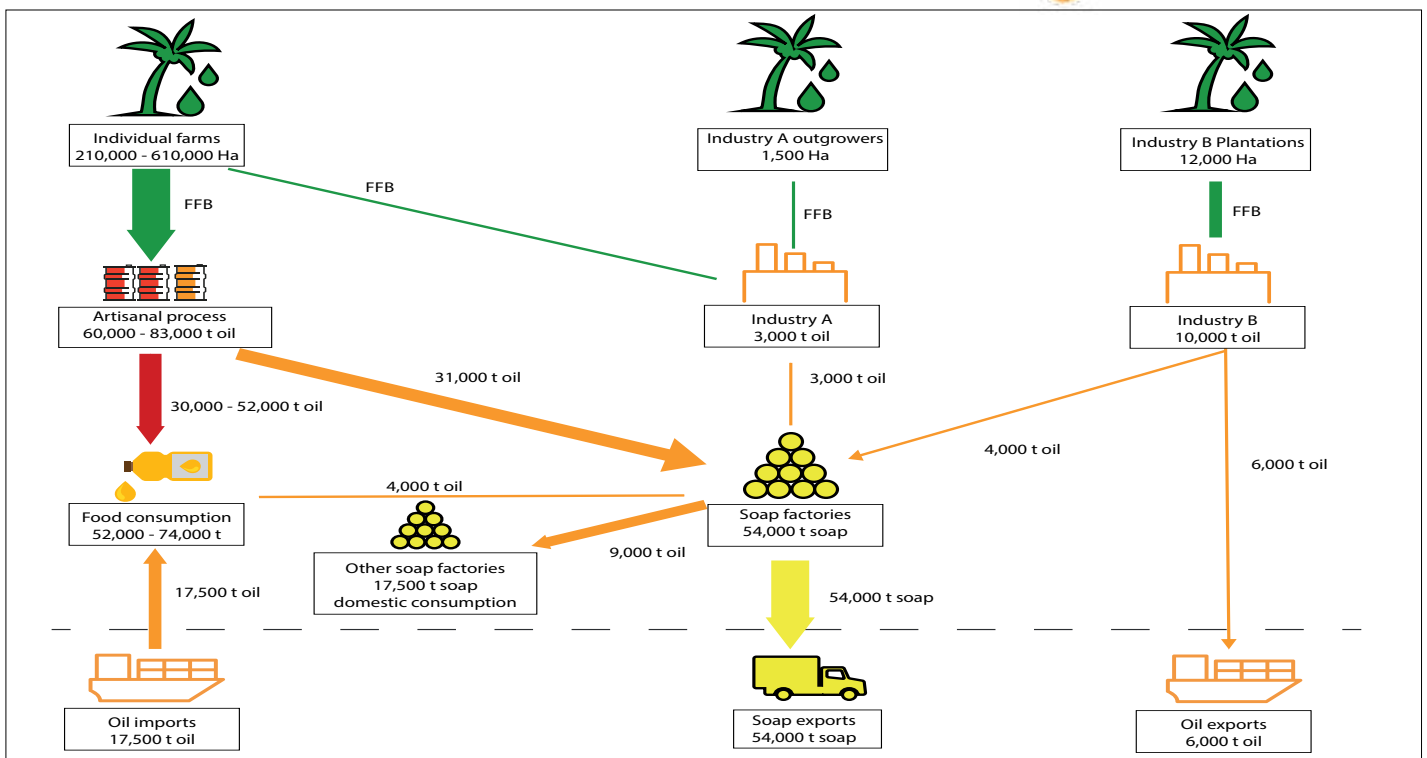 Individual farms
210,000 - 610,000 Ha
Industry A outgrowers
1,500 Ha
Industry B Plantations
12,000 Ha
FFB
FFB
FFB
FFB
Artisanal process
60,000 - 83,000 t oil
Industry A
3,000 t oil
Industry B
10,000 t oil
31,000 t oil
3,000 t oil
30,000 - 52,000 t oil
4,000 t oil
6,000 t oil
4,000 t oil
Food consumption
52,000 - 74,000 t
Soap factories
54,000 t soap
9,000 t oil
Other soap factories
17,500 t soap
domestic consumption
17,500 t oil
54,000 t soap
Oil imports
17,500 t oil
Soap exports
54,000 t soap
Oil exports
6,000 t oil